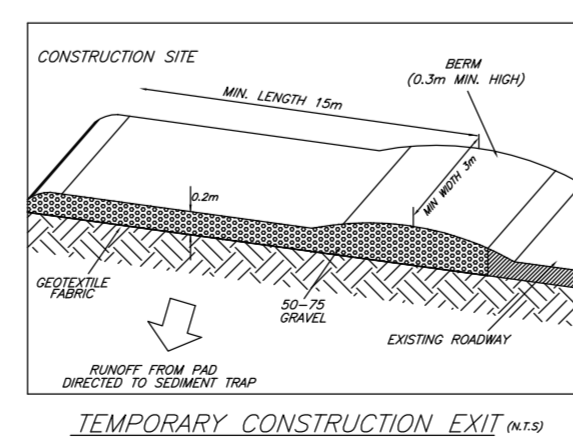 CONSTRUCTION SITE
BERM
(0.3m MIN. HIGH)
MIN. LENGTH 15m
MIN WIDTH 3m
0.2m
GEOTEXTILE
FABRIC
50-75
GRAVEL
EXISTING ROADWAY
RUNOFF FROM PAD
DIRECTED TO SEDIMENT TRAP
TEMPORARY CONSTRUCTION EXIT (N.T.S)